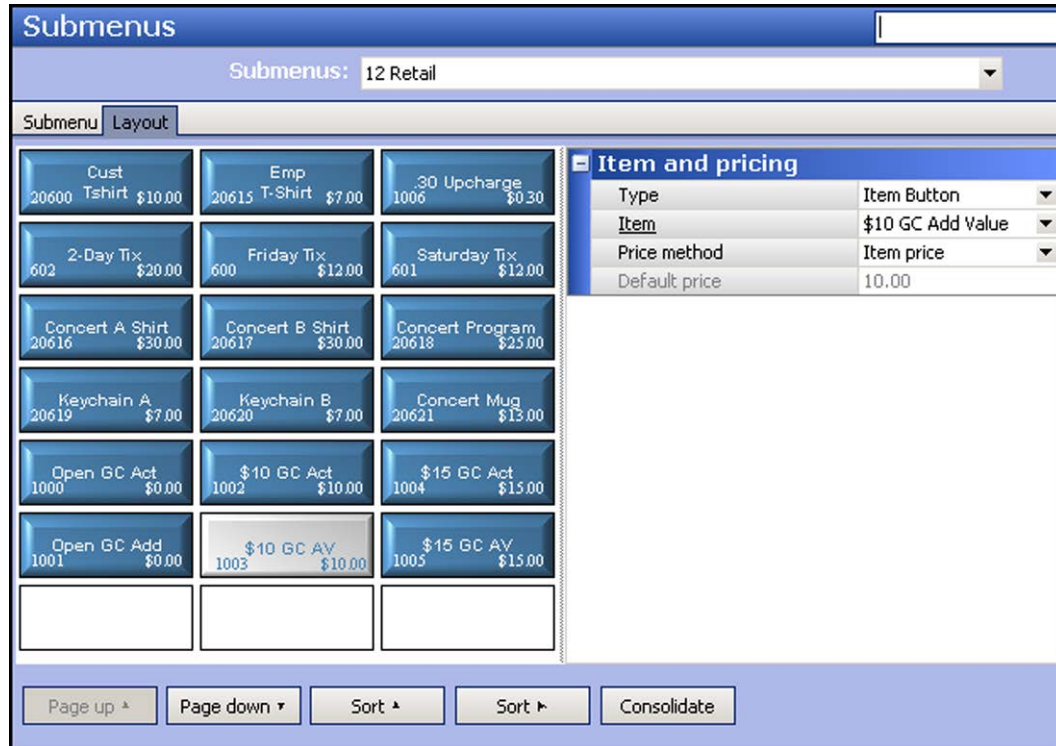 Submenus
Submenus: 12 Retail
Submenu Layout
Cust Tshirt 20600 $10.00
Emp T-Shirt 20615 $7.00
.30 Upcharge 1006 $0.30
2-Day Tix 602 $20.00
Friday Tix 600 $12.00
Saturday Tix 601 $12.00
Concert A Shirt 20616 $30.00
Concert B Shirt 20617 $30.00
Concert Program 20618 $25.00
Keychain A 20619 $7.00
Keychain B 20620 $7.00
Concert Mug 20621 $13.00
Open GC Act 1000 $0.00
$10 GC Act 1002 $10.00
$15 GC Act 1004 $15.00
Open GC Add 1001 $0.00
$10 GC AV 1003 $10.00
$15 GC AV 1005 $15.00
Item and pricing
Type Item Button
Item $10 GC Add Value
Price method Item price
Default price 10.00
Page up Page down Sort Sort Consolidate